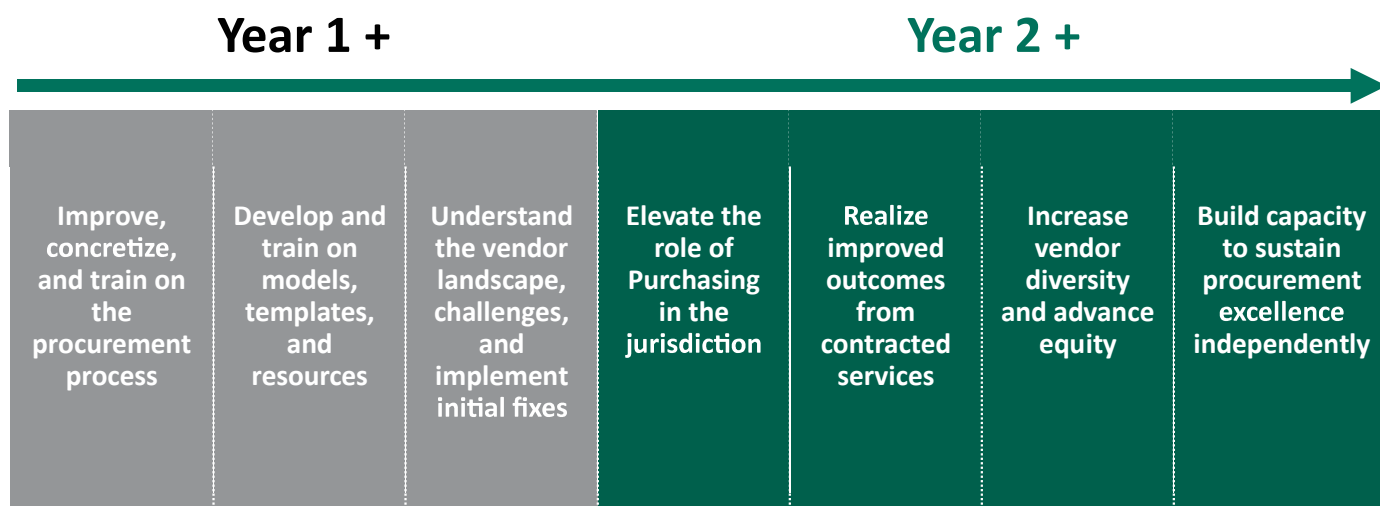 Year 1 +
Year 2 +
Improve,
concretize,
and train on
the
procurement
process
Develop and
train on
models,
templates,
and
resources
Understand
the vendor
landscape,
challenges,
and
implement
initial fixes
Elevate the
role of
Purchasing
in the
jurisdiction
Realize
improved
outcomes
from
contracted
services
Increase
vendor
diversity
and advance
equity
Build capacity
to sustain
procurement
excellence
independently